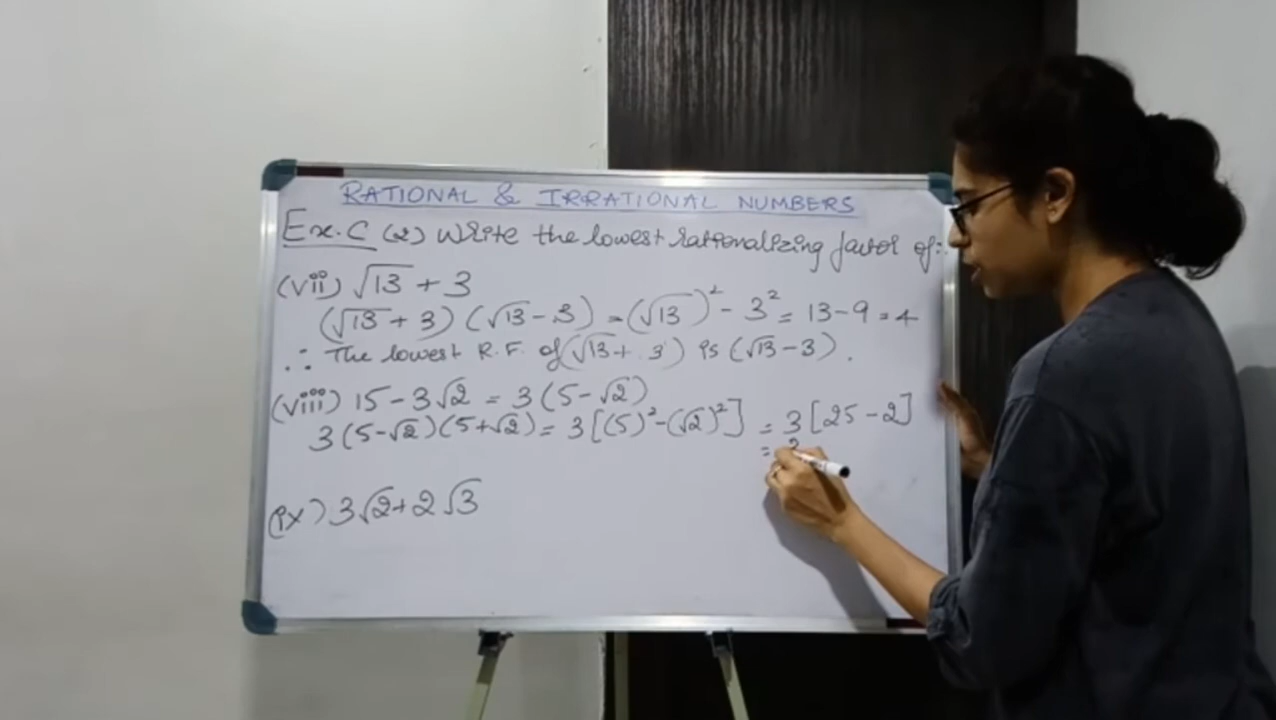 RATIONAL & IRRATIONAL NUMBERS
Ex.C (2) Write the lowest rationalizing favor of:-
(vii) √13 + 3
(√13 + 3) (√13 - 3) = (√13)² - 3² = 13 - 9 = 4
∴ The lowest R.F. of (√13 + 3) is (√13 - 3).
(viii) 15 - 3√2 = 3 (5 - √2)
3 (5-√2) (5+√2) = 3 [(5)² - (√2)²] = 3 [25 - 2]
=
(ix) 3√2 + 2√3